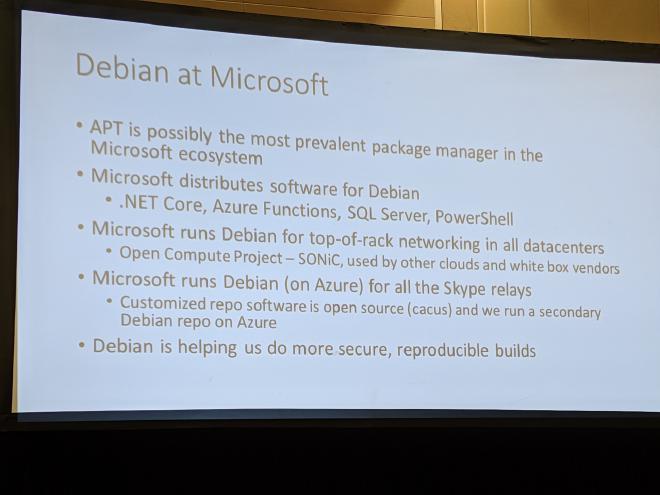 Debian at Microsoft
• APT is possibly the most prevalent package manager in the
Microsoft ecosystem
• Microsoft distributes software for Debian
• .NET Core, Azure Functions, SQL Server, PowerShell
• Microsoft runs Debian for top-of-rack networking in all datacenters
• Open Compute Project – SONiC, used by other clouds and white box vendors
• Microsoft runs Debian (on Azure) for all the Skype relays
• Customized repo software is open source (cacus) and we run a secondary
Debian repo on Azure
• Debian is helping us do more secure, reproducible builds